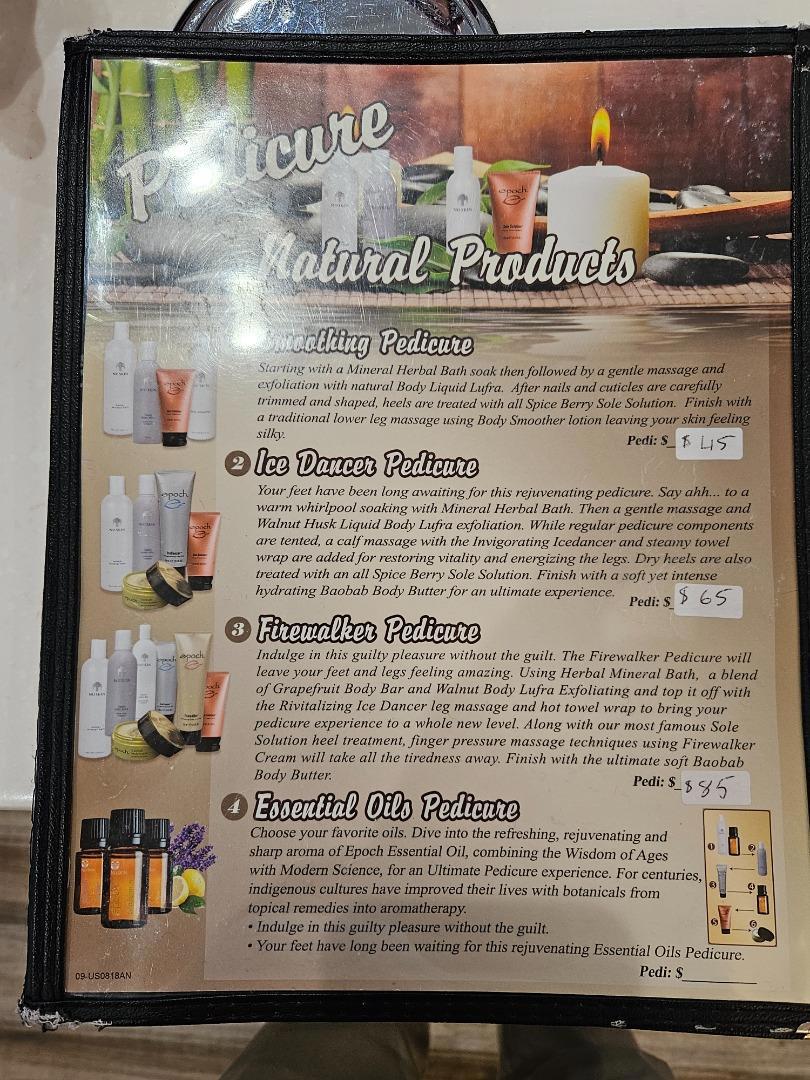 Pedicure
Natural Products
Smoothing Pedicure
Starting with a Mineral Herbal Bath soak then followed by a gentle massage and
exfoliation with natural Body Liquid Lufra. After nails and cuticles are carefully
trimmed and shaped, heels are treated with all Spice Berry Sole Solution. Finish with
a traditional lower leg massage using Body Smoother lotion leaving your skin feeling
silky.
Pedi: $ $45
2 Ice Dancer Pedicure
Your feet have been long awaiting for this rejuvenating pedicure. Say ahh... to a
warm whirlpool soaking with Mineral Herbal Bath. Then a gentle massage and
Walnut Husk Liquid Body Lufra exfoliation. While regular pedicure components
are tented, a calf massage with the Invigorating Icedancer and steamy towel
wrap are added for restoring vitality and energizing the legs. Dry heels are also
treated with an all Spice Berry Sole Solution. Finish with a soft yet intense
hydrating Baobab Body Butter for an ultimate experience.
Pedi: $ $65
3 Firewalker Pedicure
Indulge in this guilty pleasure without the guilt. The Firewalker Pedicure will
leave your feet and legs feeling amazing. Using Herbal Mineral Bath, a blend
of Grapefruit Body Bar and Walnut Body Lufra Exfoliating and top it off with
the Rivitalizing Ice Dancer leg massage and hot towel wrap to bring your
pedicure experience to a whole new level. Along with our most famous Sole
Solution heel treatment, finger pressure massage techniques using Firewalker
Cream will take all the tiredness away. Finish with the ultimate soft Baobab
Body Butter.
Pedi: $ $85
4 Essential Oils Pedicure
Choose your favorite oils. Dive into the refreshing, rejuvenating and
sharp aroma of Epoch Essential Oil, combining the Wisdom of Ages
with Modern Science, for an Ultimate Pedicure experience. For centuries,
indigenous cultures have improved their lives with botanicals from
topical remedies into aromatherapy.
• Indulge in this guilty pleasure without the guilt.
• Your feet have long been waiting for this rejuvenating Essential Oils Pedicure.
Pedi: $
09-US0818AN